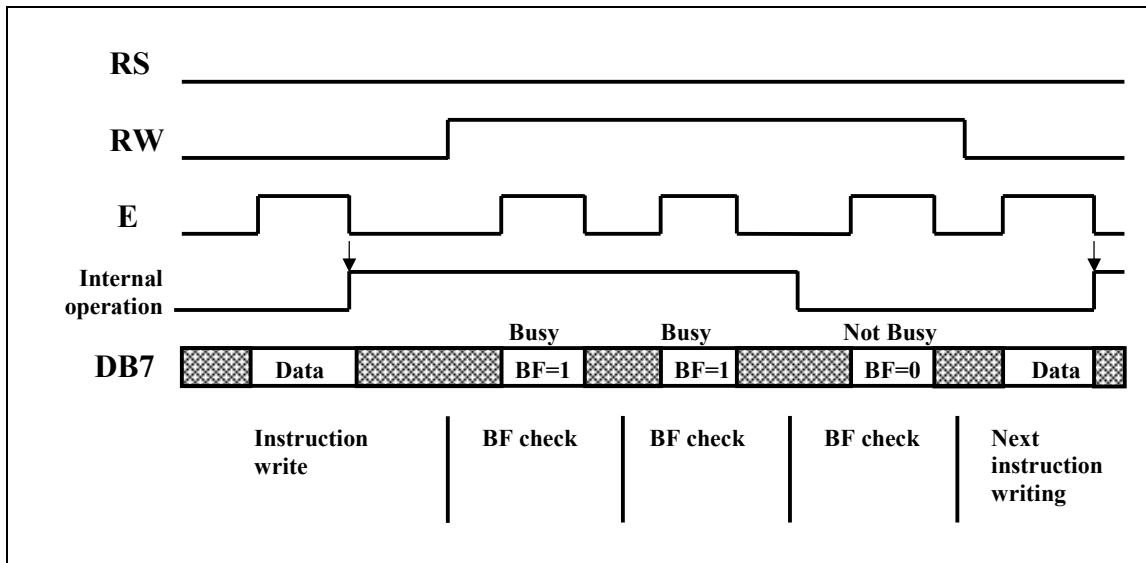 RS
RW
E
Internal
operation
Busy Busy Not Busy
DB7 Data BF=1 BF=1 BF=0 Data
Instruction BF check BF check BF check Next
write instruction
writing